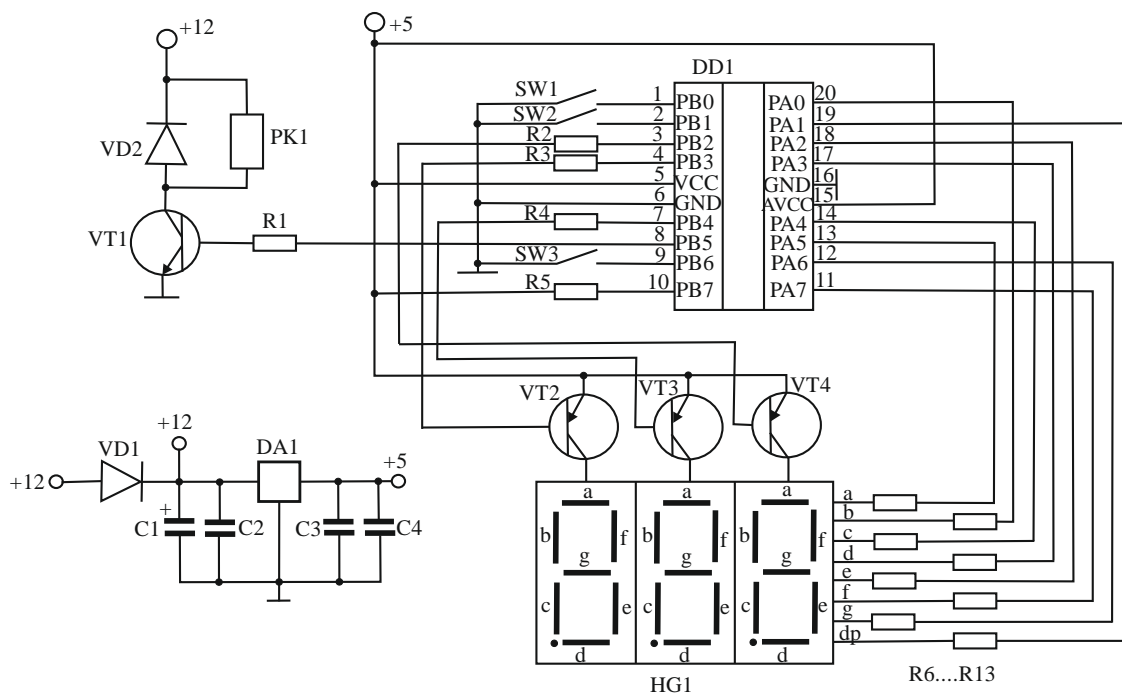 +12
+5
DD1
PK1
VD2
VT1
R1
SW1
SW2
R2
R3
R4
SW3
R5
1 PB0 PA0 20
2 PB1 PA1 19
3 PB2 PA2 18
4 PB3 PA3 17
5 VCC GND 16
6 GND AVCC 15
7 PB4 PA4 14
8 PB5 PA5 13
9 PB6 PA6 12
10 PB7 PA7 11
VT2 VT3 VT4
+12 VD1
+12
DA1
+5
+
C1 C2 C3 C4
a a a
b f b f b f
g g g
c e c e c e
d d d
a
b
c
d
e
f
g
dp
HG1
R6....R13